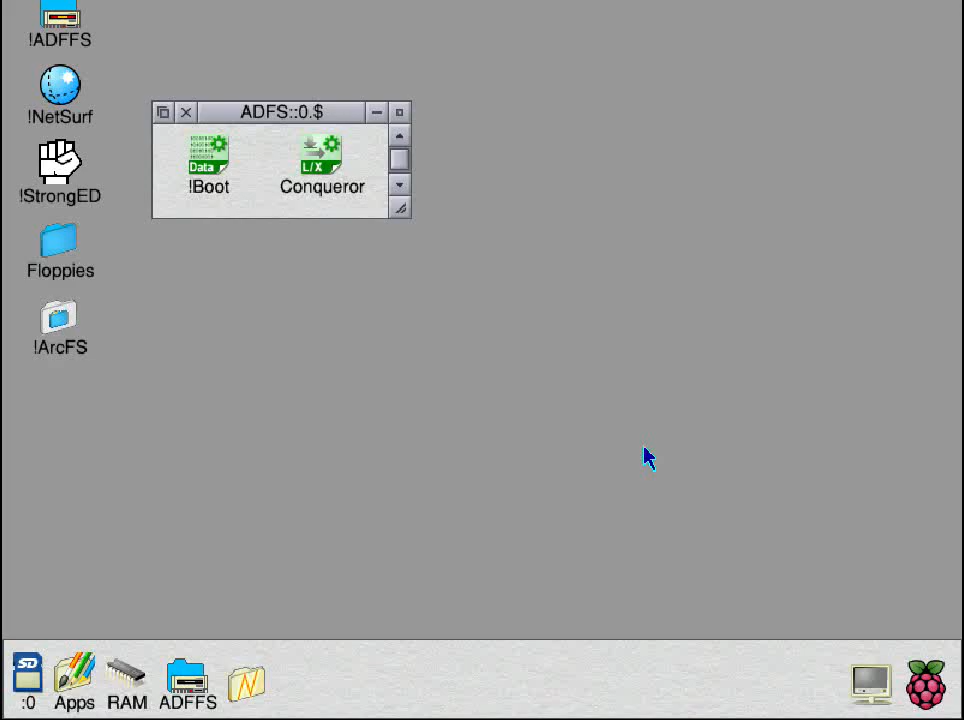 !ADFFS
!NetSurf
!StrongED
Floppies
!ArcFS
ADFS::0.$
Data
!Boot
L/X
Conqueror
SD
:0
Apps
RAM
ADFFS